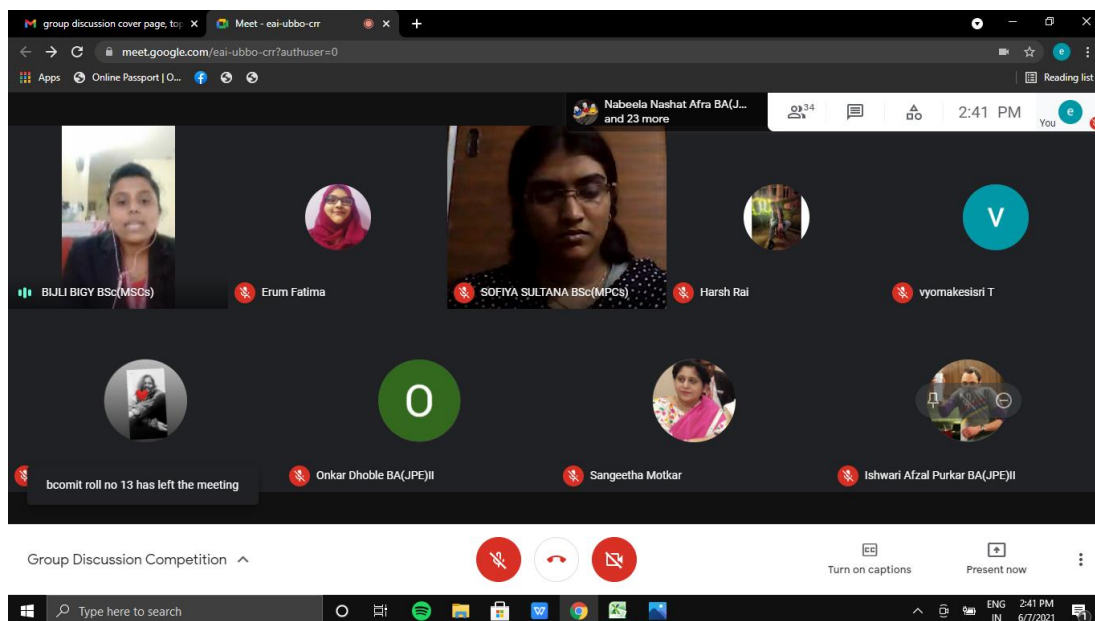 group discussion cover page, top
Meet - eai-ubbo-crr
meet.google.com/eai-ubbo-crr?authuser=0
Apps
Online Passport | O...
Reading list
Nabeela Nashat Afra BA(J...
and 23 more
34
2:41 PM
You
e
BIJLI BIGY BSc(MSCs)
Erum Fatima
SOFIYA SULTANA BSc(MPCs)
Harsh Rai
V
vyomakesisri T
O
bcomit roll no 13 has left the meeting
Onkar Dhoble BA(JPE)II
Sangeetha Motkar
Ishwari Afzal Purkar BA(JPE)II
Group Discussion Competition
CC
Turn on captions
Present now
Type here to search
ENG
IN
2:41 PM
6/7/2021